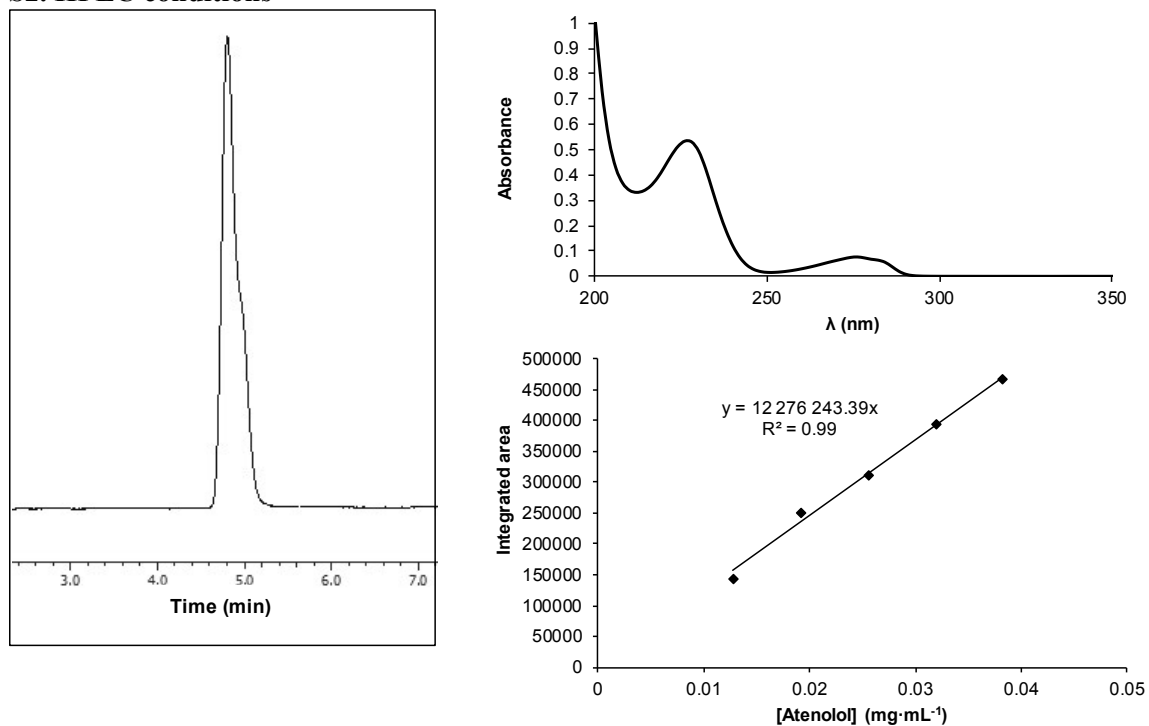 3.0 4.0 5.0 6.0 7.0
Time (min)
1
0.9
0.8
0.7
0.6
0.5
0.4
0.3
0.2
0.1
0
Absorbance
200 250 300 350
λ (nm)
500000
450000
400000
350000
300000
250000
200000
150000
100000
50000
0
Integrated area
y = 12 276 243.39x
R² = 0.99
0 0.01 0.02 0.03 0.04 0.05
[Atenolol] (mg·mL⁻¹)